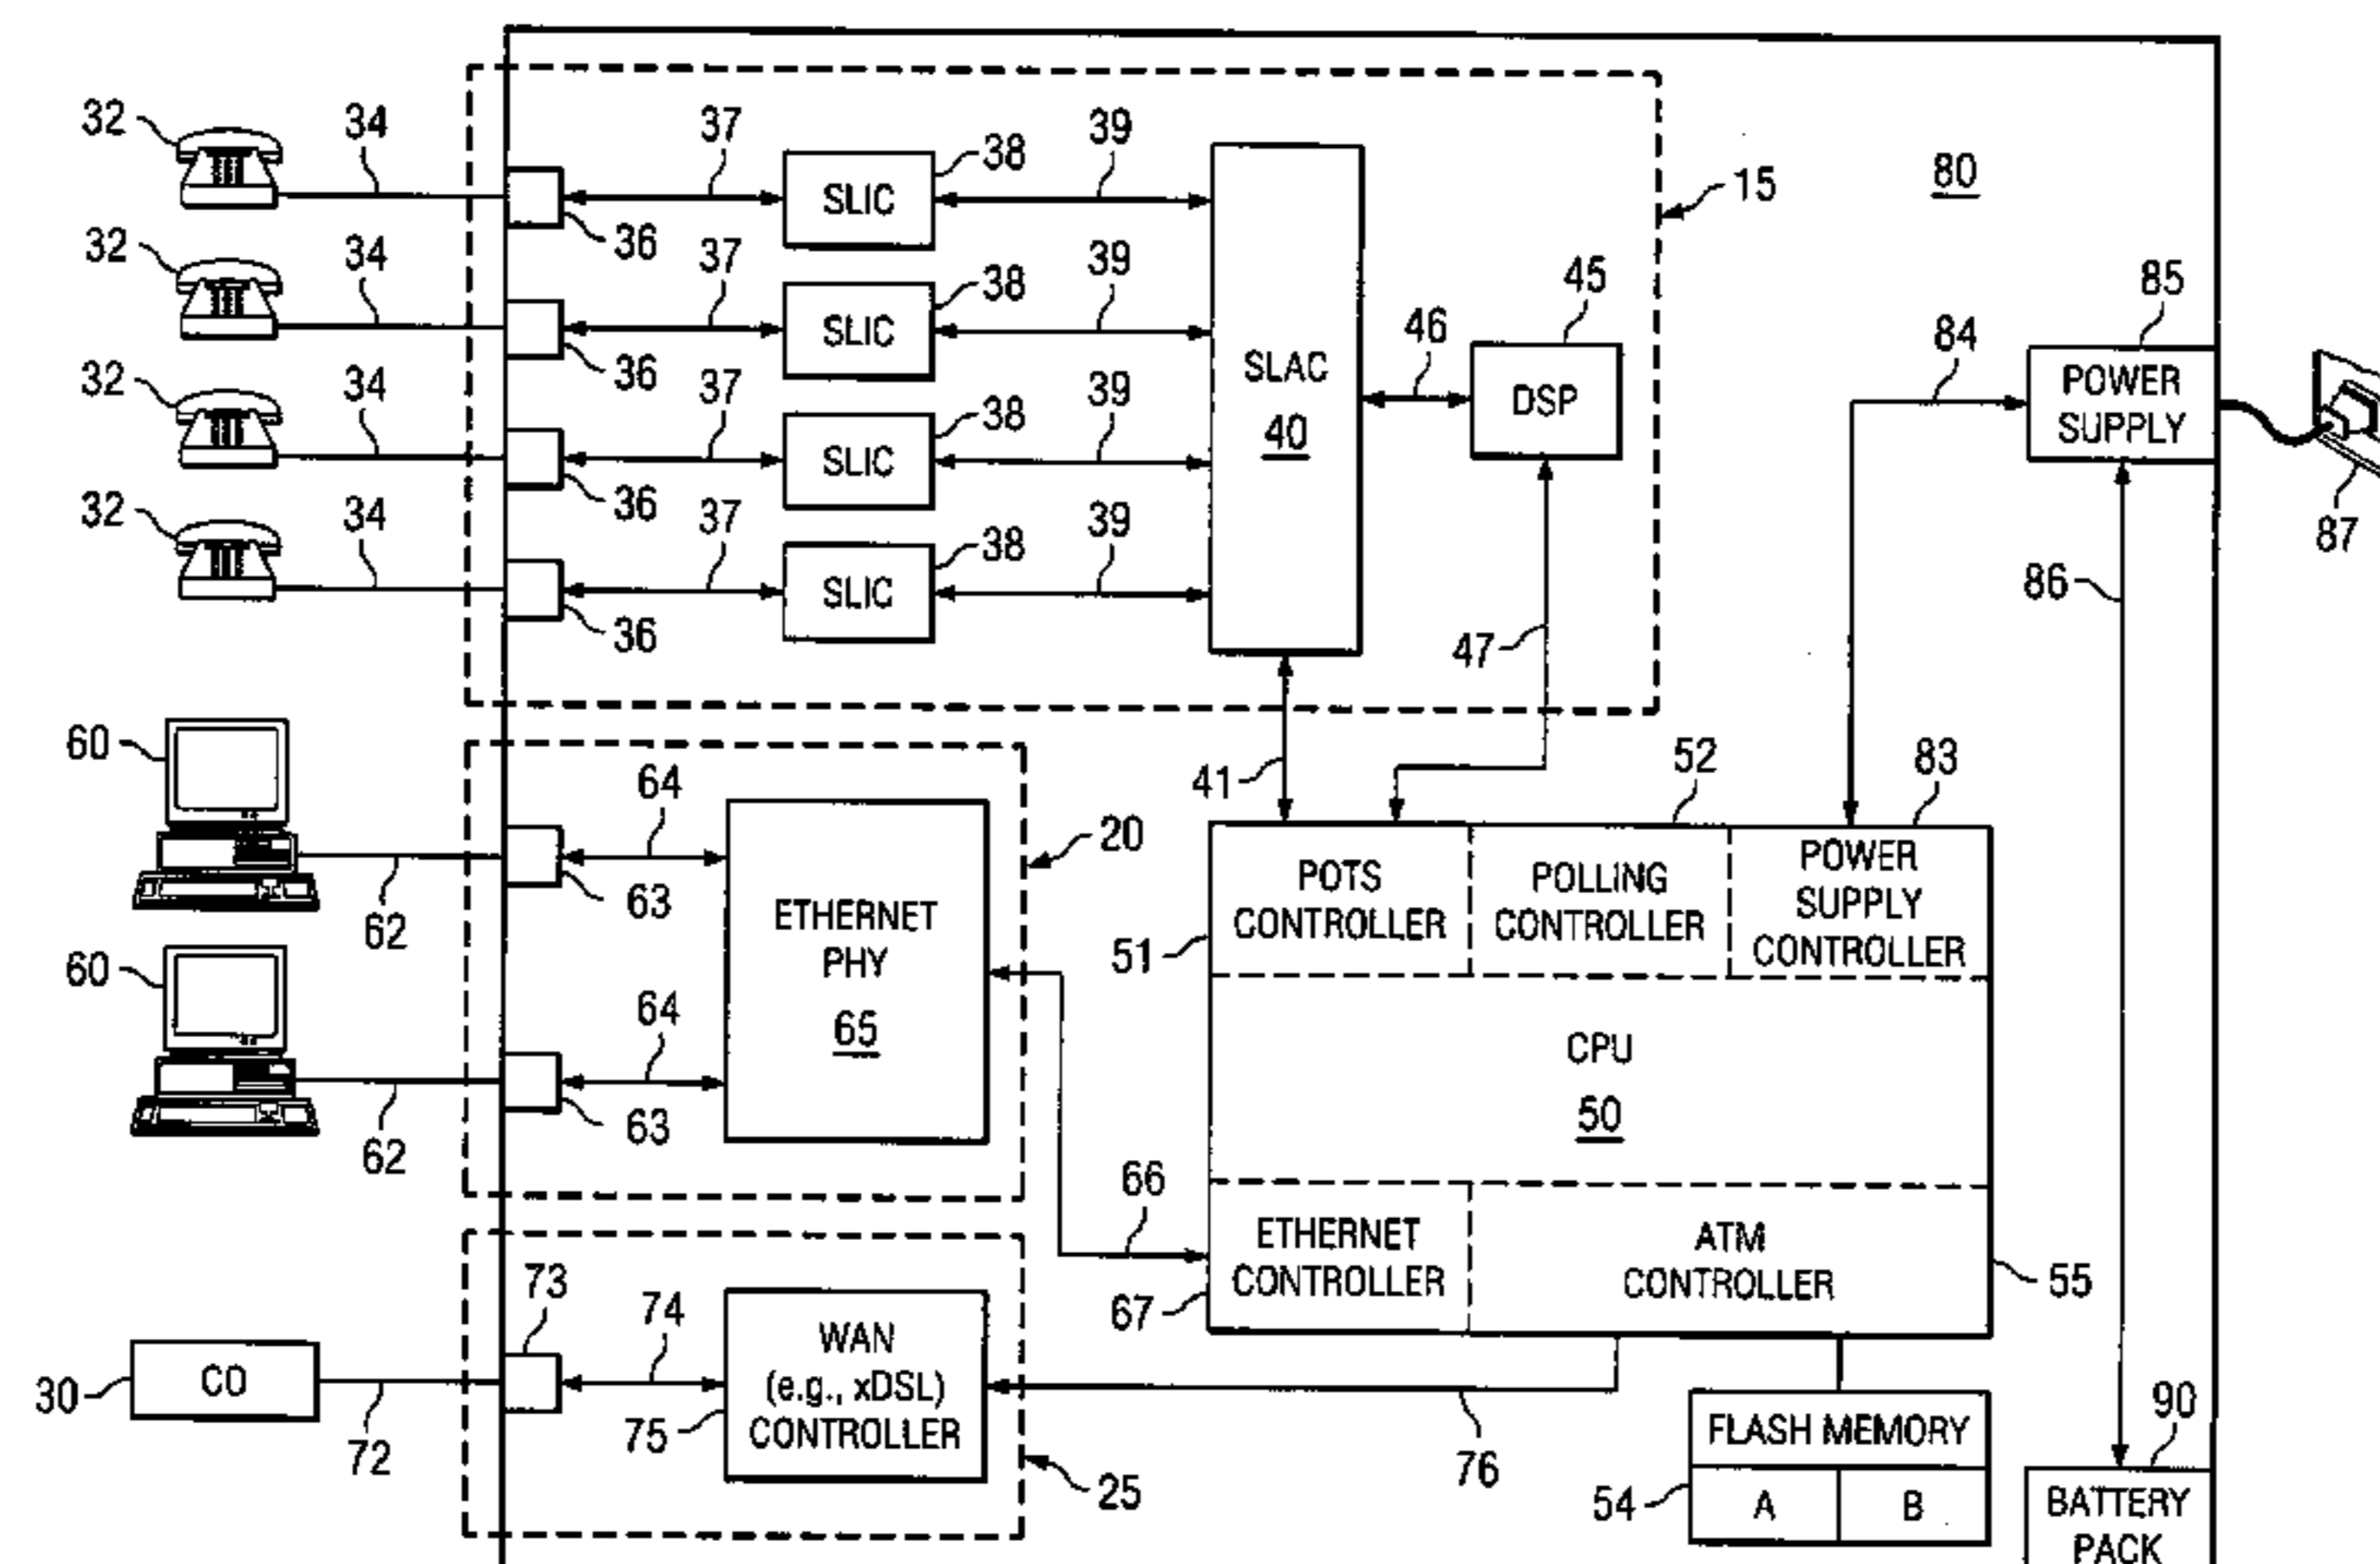 32
34
37
SLIC
38
39
36
32
34
37
SLIC
38
39
36
32
34
37
SLIC
38
39
36
32
34
37
SLIC
38
39
36
SLAC
40
46
45
DSP
15
80
47
41
84
85
POWER
SUPPLY
87
86
60
62
63
64
60
62
63
64
ETHERNET
PHY
65
20
66
52
83
51
POTS
CONTROLLER
POLLING
CONTROLLER
POWER
SUPPLY
CONTROLLER
CPU
50
67
ETHERNET
CONTROLLER
ATM
CONTROLLER
55
30
CO
72
73
74
75
WAN
(e.g., xDSL)
CONTROLLER
25
76
54
FLASH MEMORY
A
B
90
BATTERY
PACK